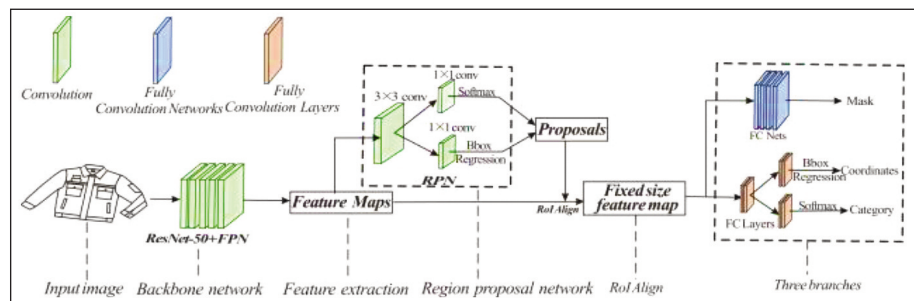 Convolution
Fully
Convolution Networks
Fully
Convolution Layers
1×1 conv
Softmax
3×3 conv
1×1 conv
Bbox
Regression
RPN
Proposals
FC Nets
Mask
ResNet-50+FPN
Feature Maps
RoI Align
Fixed size
feature map
FC Layers
Bbox
Regression
Coordinates
Softmax
Category
Input image
Backbone network
Feature extraction
Region proposal network
RoI Align
Three branches